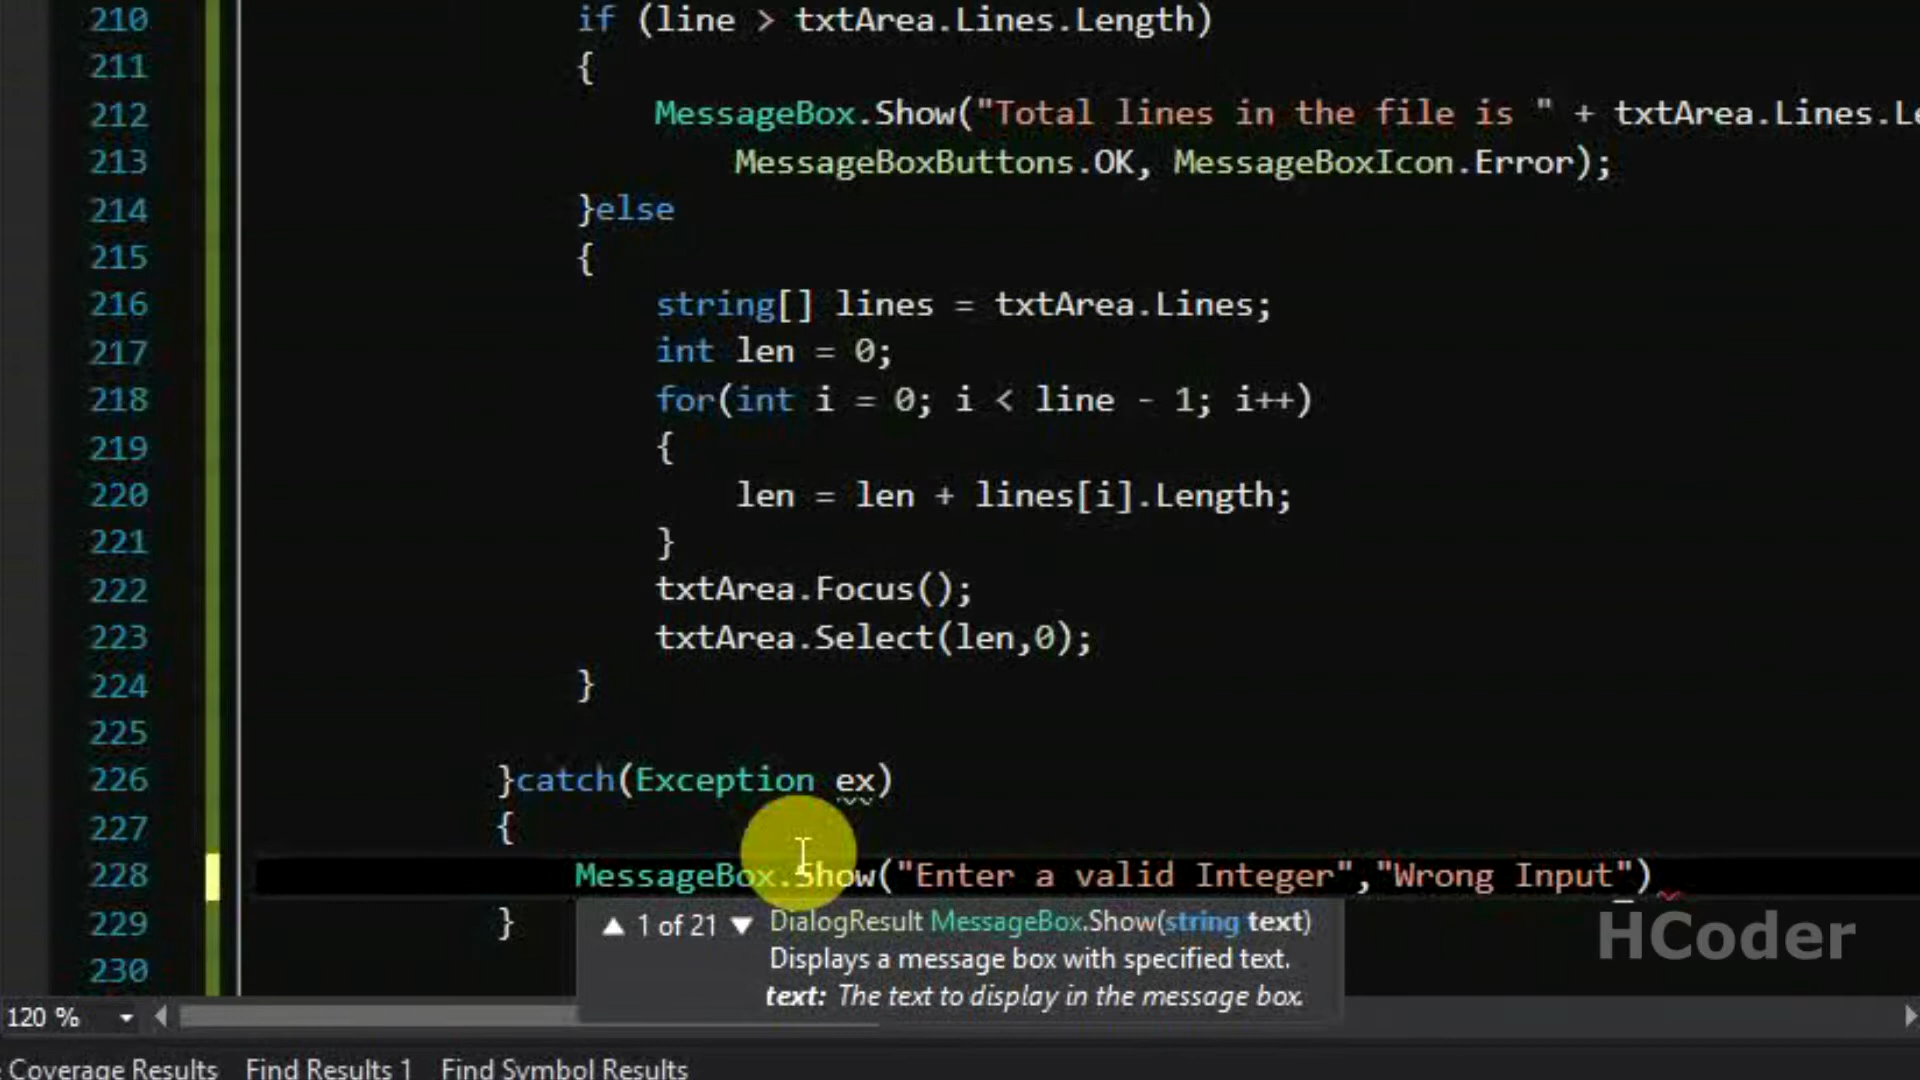 210 if (line > txtArea.Lines.Length)
211 {
212 MessageBox.Show("Total lines in the file is " + txtArea.Lines.Le
213 MessageBoxButtons.OK, MessageBoxIcon.Error);
214 }else
215 {
216 string[] lines = txtArea.Lines;
217 int len = 0;
218 for(int i = 0; i < line - 1; i++)
219 {
220 len = len + lines[i].Length;
221 }
222 txtArea.Focus();
223 txtArea.Select(len,0);
224 }
225
226 }catch(Exception ex)
227 {
228 MessageBox.Show("Enter a valid Integer","Wrong Input")
229 }
▲ 1 of 21 ▼ DialogResult MessageBox.Show(string text)
Displays a message box with specified text.
text: The text to display in the message box.
HCoder
230
120 %
Coverage Results Find Results 1 Find Symbol Results